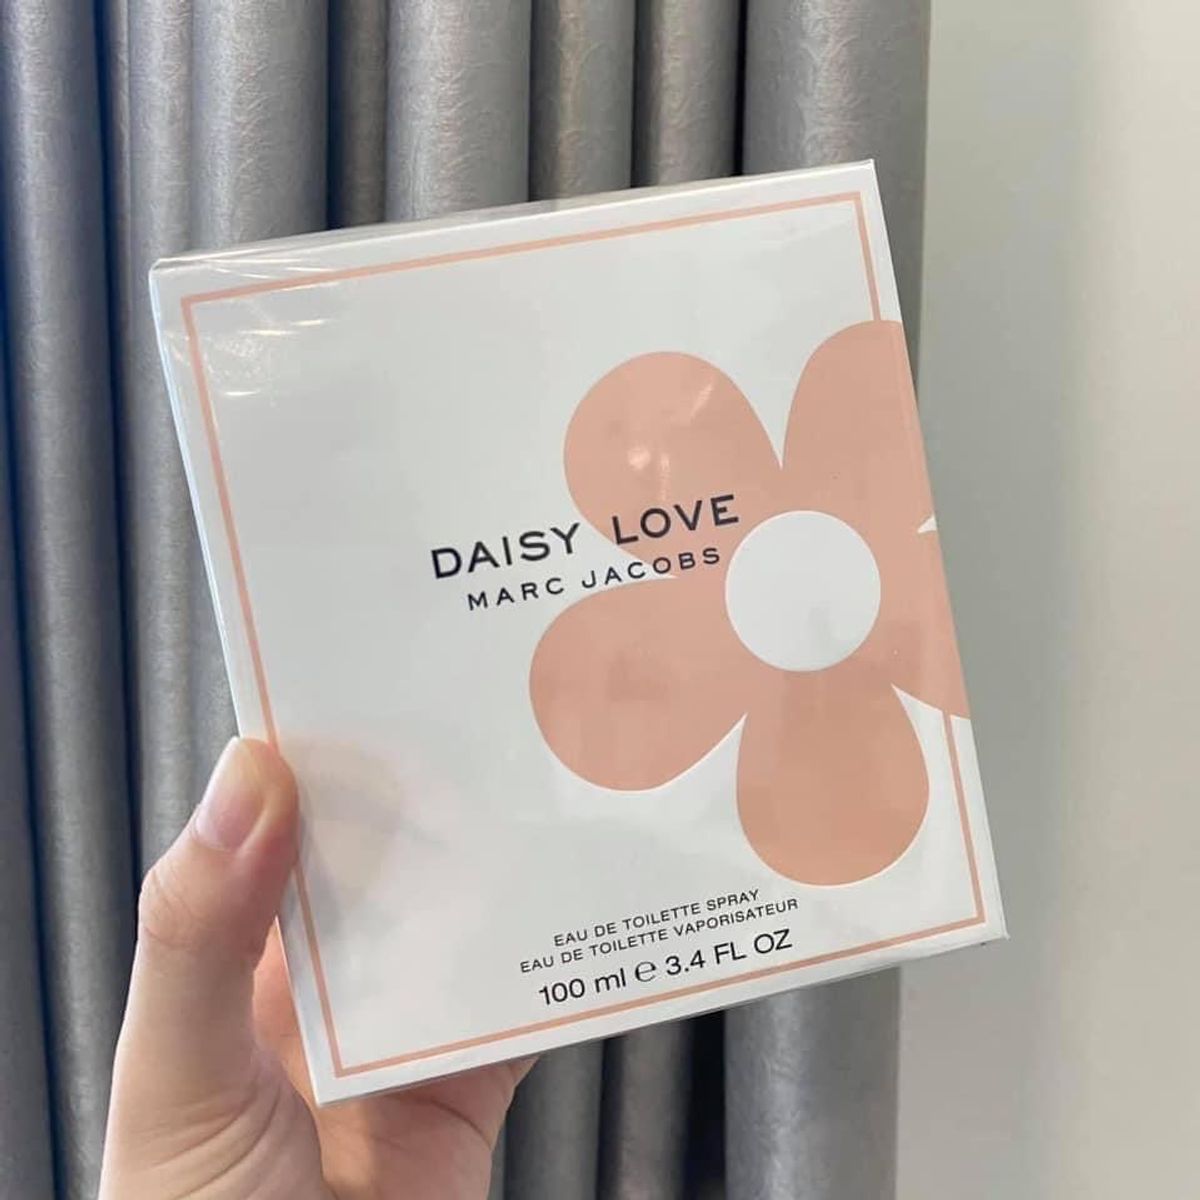 DAISY LOVE
MARC JACOBS
EAU DE TOILETTE SPRAY
EAU DE TOILETTE VAPORISATEUR
100 ml ℮ 3.4 FL OZ